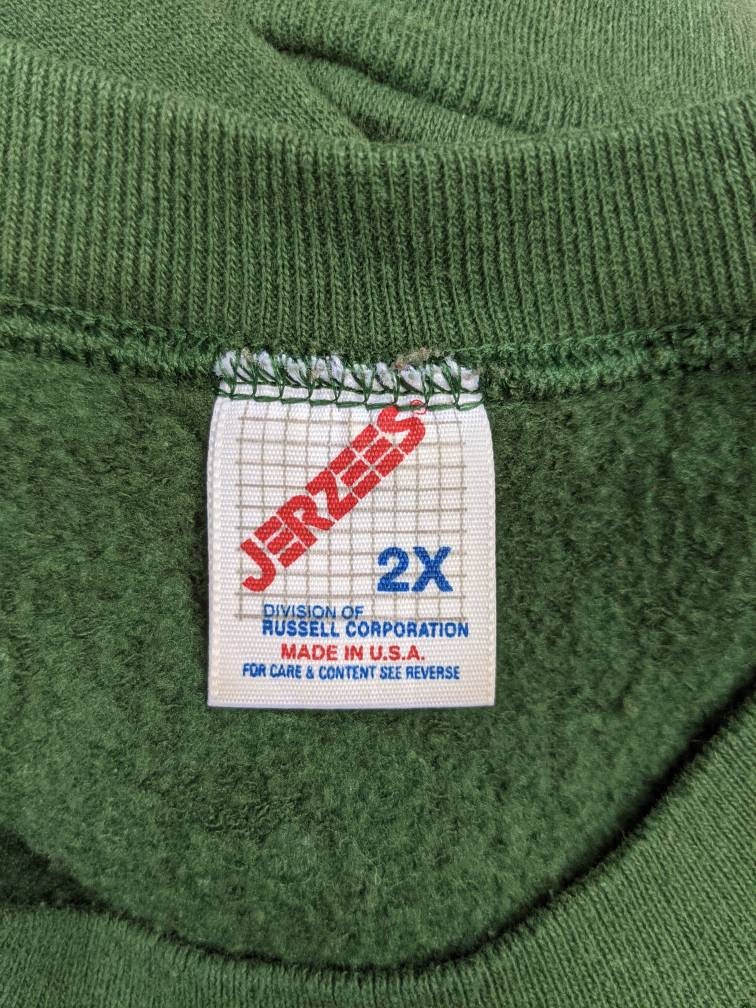 JERZEES®
2X
DIVISION OF
RUSSELL CORPORATION
MADE IN U.S.A.
FOR CARE & CONTENT SEE REVERSE